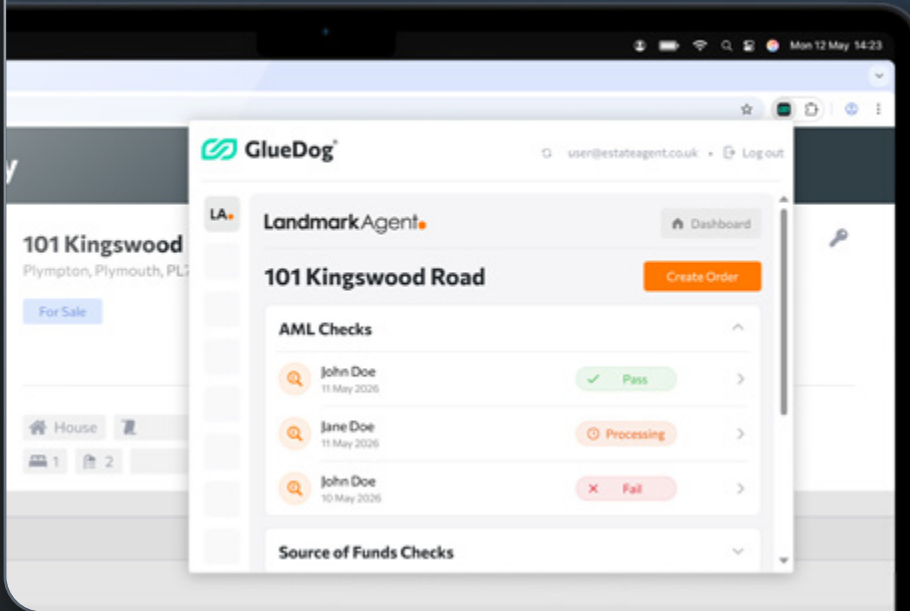 Mon 12 May 14:23
y
GlueDog®
user@estateagent.co.uk • Log out
LA.
LandmarkAgent
Dashboard
101 Kingswood
Plympton, Plymouth, PL7
For Sale
101 Kingswood Road
Create Order
AML Checks
John Doe
11 May 2026
Pass
Jane Doe
11 May 2026
Processing
John Doe
10 May 2026
Fail
Source of Funds Checks
House
1
2